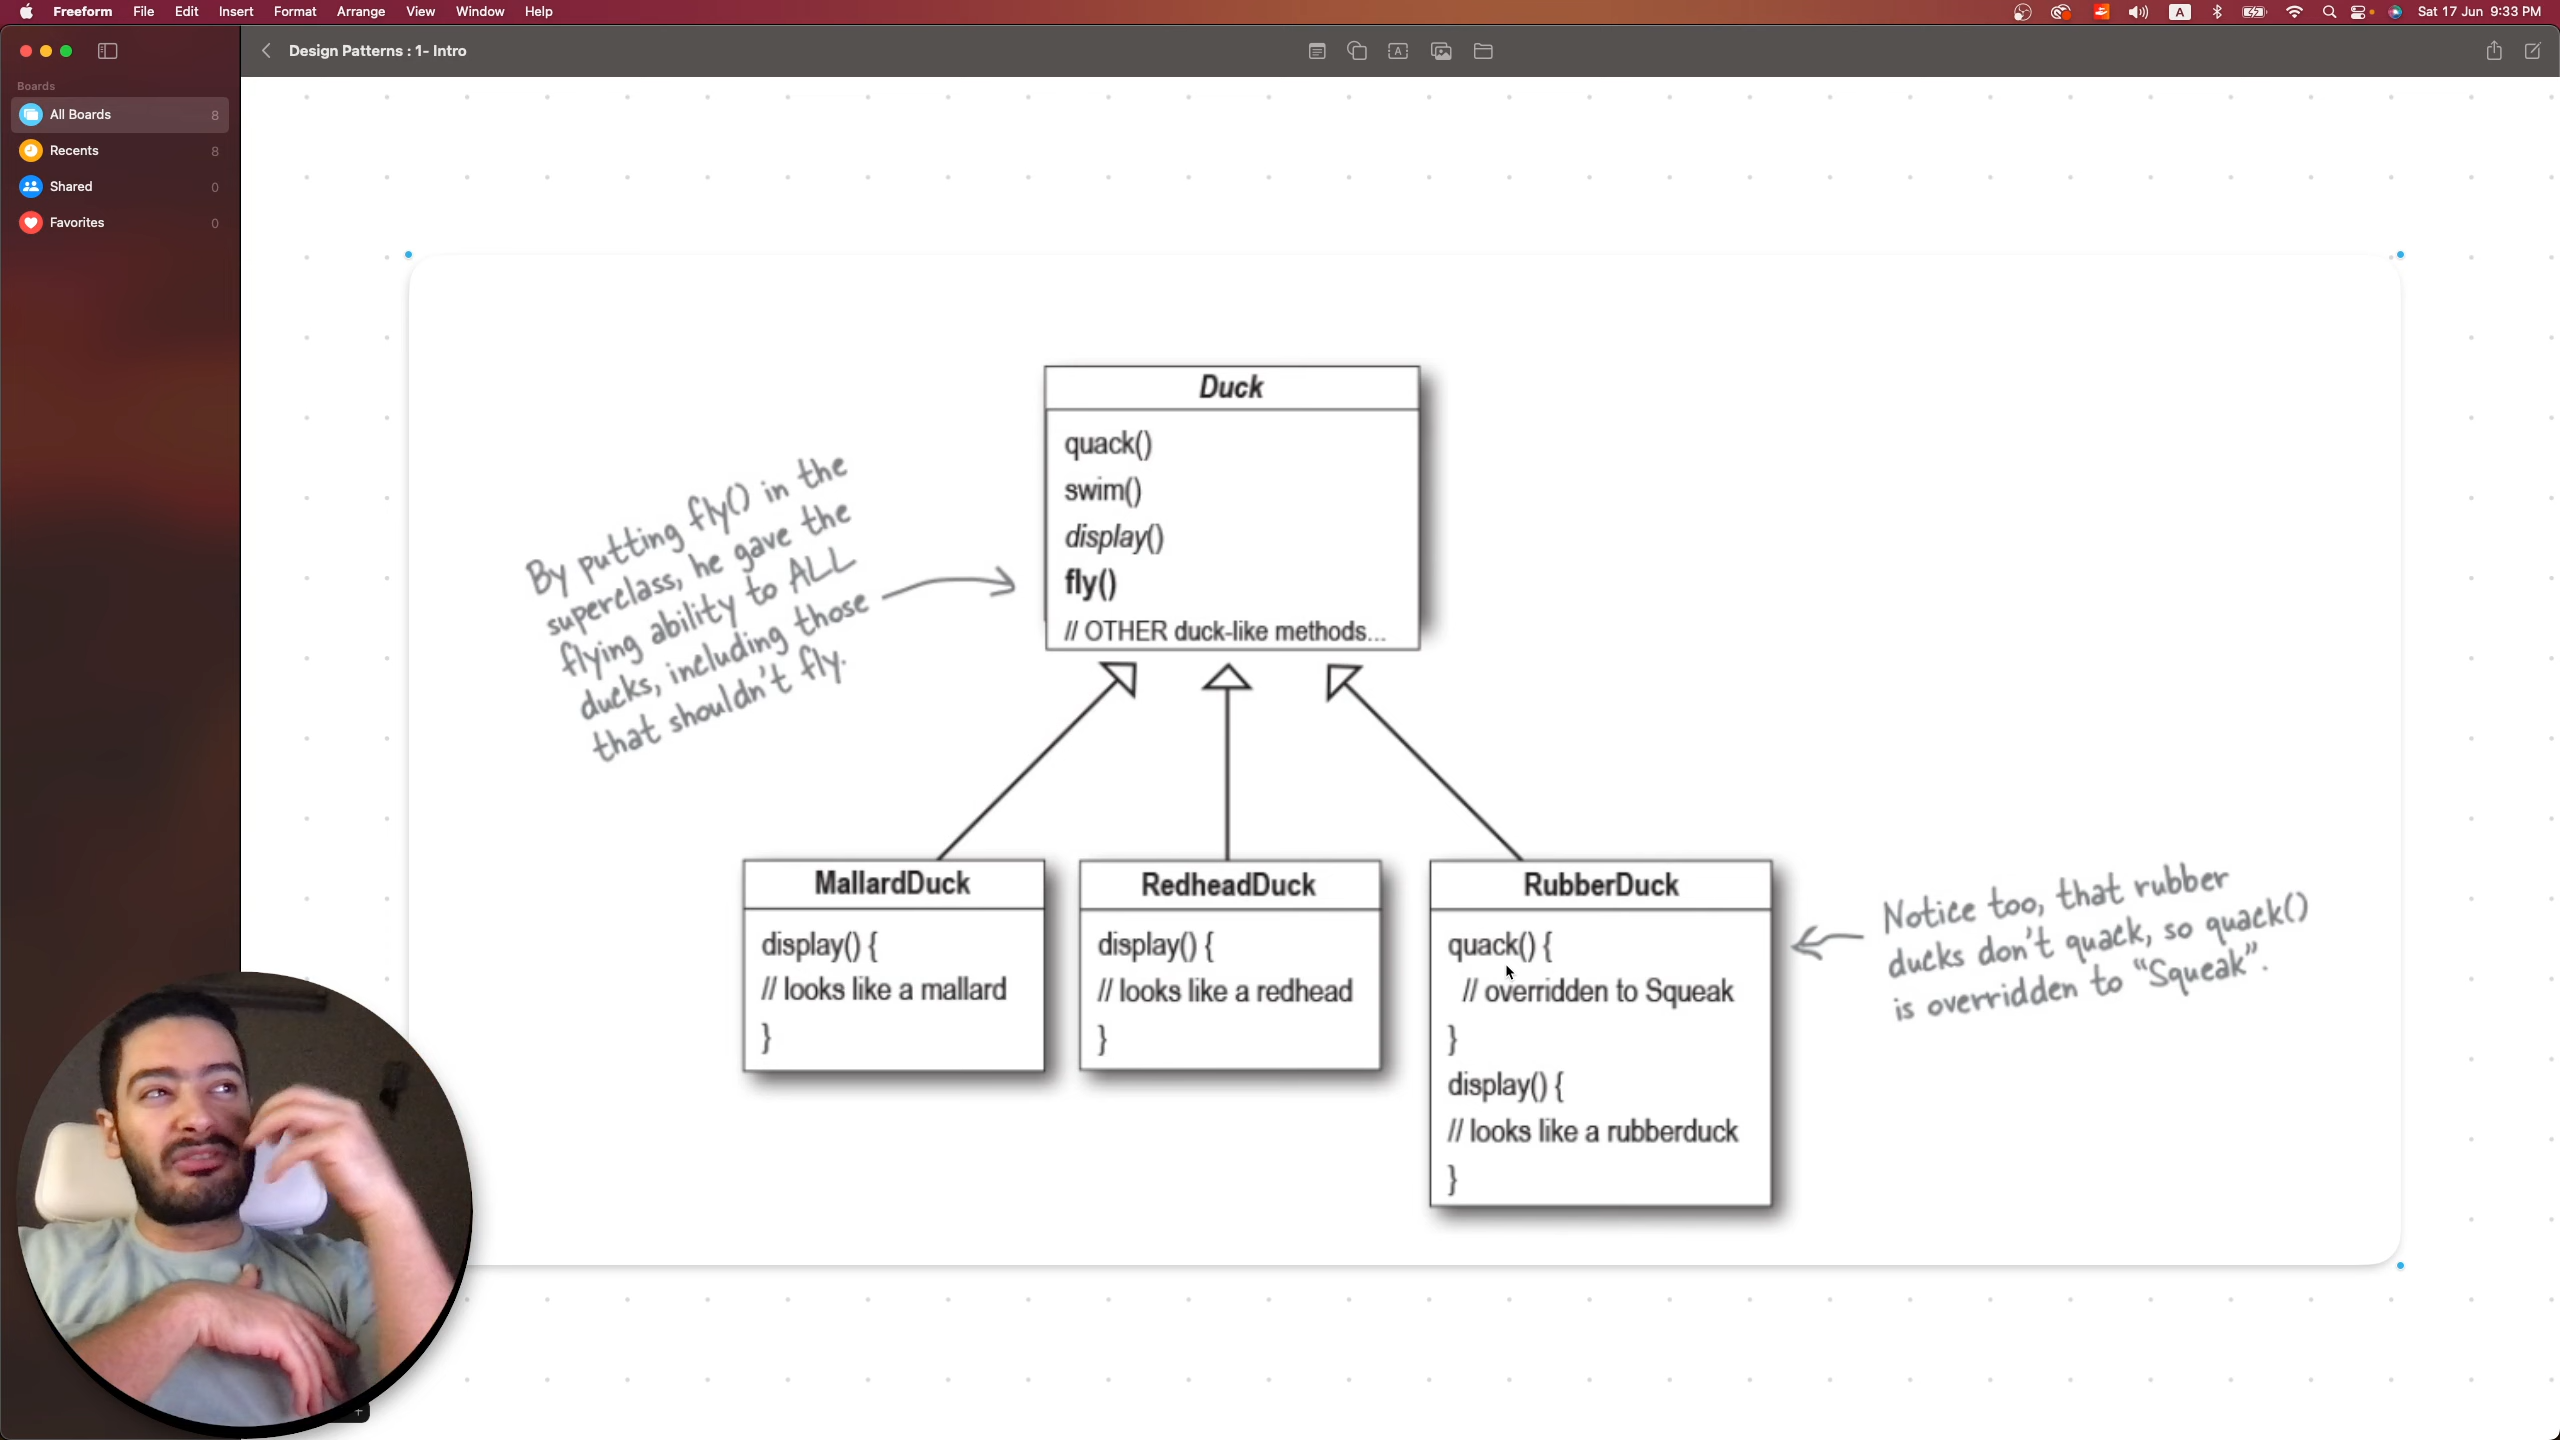 Freeform File Edit Insert Format Arrange View Window Help
A
Sat 17 Jun 9:33 PM
Design Patterns : 1- Intro
A
Boards
All Boards 8
Recents 8
Shared 0
Favorites 0
Duck
quack()
swim()
display()
fly()
// OTHER duck-like methods...
By putting fly() in the
superclass, he gave the
flying ability to ALL
ducks, including those
that shouldn't fly.
MallardDuck
display() {
// looks like a mallard
}
RedheadDuck
display() {
// looks like a redhead
}
RubberDuck
quack() {
// overridden to Squeak
}
display() {
// looks like a rubberduck
}
Notice too, that rubber
ducks don't quack, so quack()
is overridden to "Squeak".